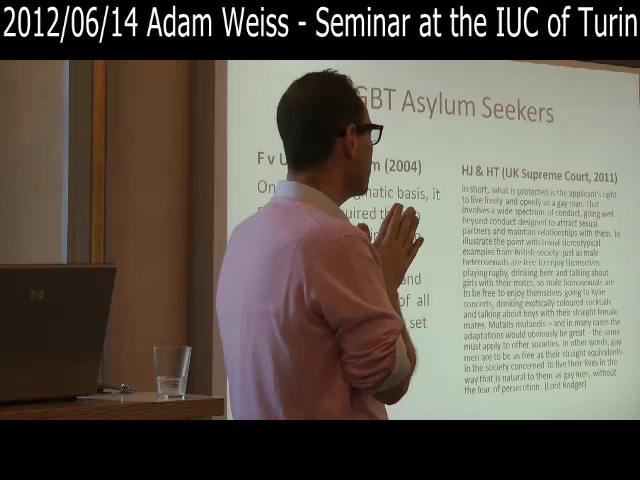 2012/06/14 Adam Weiss - Seminar at the IUC of Turin
GBT Asylum Seekers
F v U m (2004)
On matic basis, it
quired th
and
of all
set
HJ & HT (UK Supreme Court, 2011)
In short, what is protected is the applicant's right
to live freely and openly as a gay man. That
involves a wide spectrum of conduct, going well
beyond conduct designed to attract sexual
partners and maintain relationships with them. To
illustrate the point with trivial stereotypical
examples from British society: just as male
heterosexuals are free to enjoy themselves
playing rugby, drinking beer and talking about
girls with their mates, so male homosexuals are
to be free to enjoy themselves going to Kylie
concerts, drinking exotically coloured cocktails
and talking about boys with their straight female
mates. Mutatis mutandis – and in many cases the
adaptations would obviously be great – the same
must apply to other societies. In other words, gay
men are to be as free as their straight equivalents
in the society concerned to live their lives in the
way that is natural to them as gay men, without
the fear of persecution. (Lord Rodger)
hp